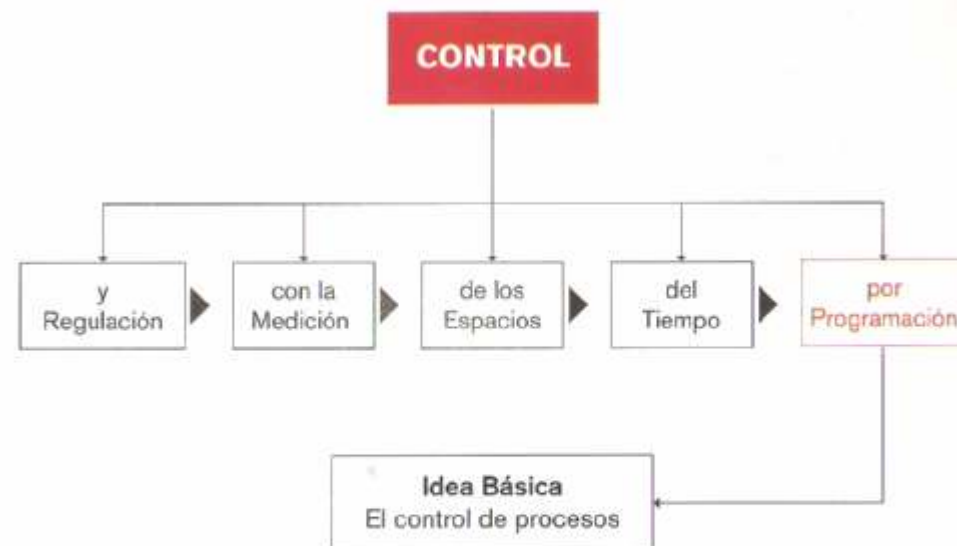 CONTROL
y
Regulación
con la
Medición
de los
Espacios
del
Tiempo
por
Programación
Idea Básica
El control de procesos